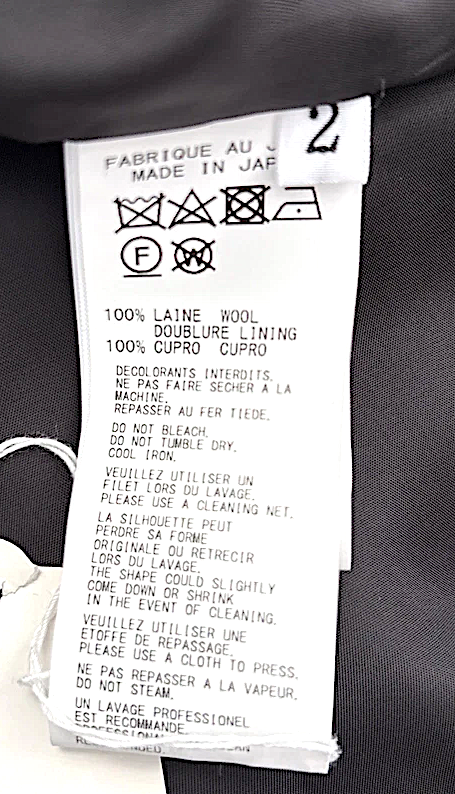 2
FABRIQUE AU
MADE IN JAP
F
W
100% LAINE WOOL
DOUBLURE LINING
100% CUPRO CUPRO
DECOLORANTS INTERDITS.
NE PAS FAIRE SECHER A LA
MACHINE.
REPASSER AU FER TIEDE.
DO NOT BLEACH.
DO NOT TUMBLE DRY.
COOL IRON.
VEUILLEZ UTILISER UN
FILET LORS DU LAVAGE.
PLEASE USE A CLEANING NET.
LA SILHOUETTE PEUT
PERDRE SA FORME
ORIGINALE OU RETRECIR
LORS DU LAVAGE.
THE SHAPE COULD SLIGHTLY
COME DOWN OR SHRINK
IN THE EVENT OF CLEANING.
VEUILLEZ UTILISER UNE
ETOFFE DE REPASSAGE.
PLEASE USE A CLOTH TO PRESS.
NE PAS REPASSER A LA VAPEUR.
DO NOT STEAM.
UN LAVAGE PROFESSIONEL
EST RECOMMANDE.